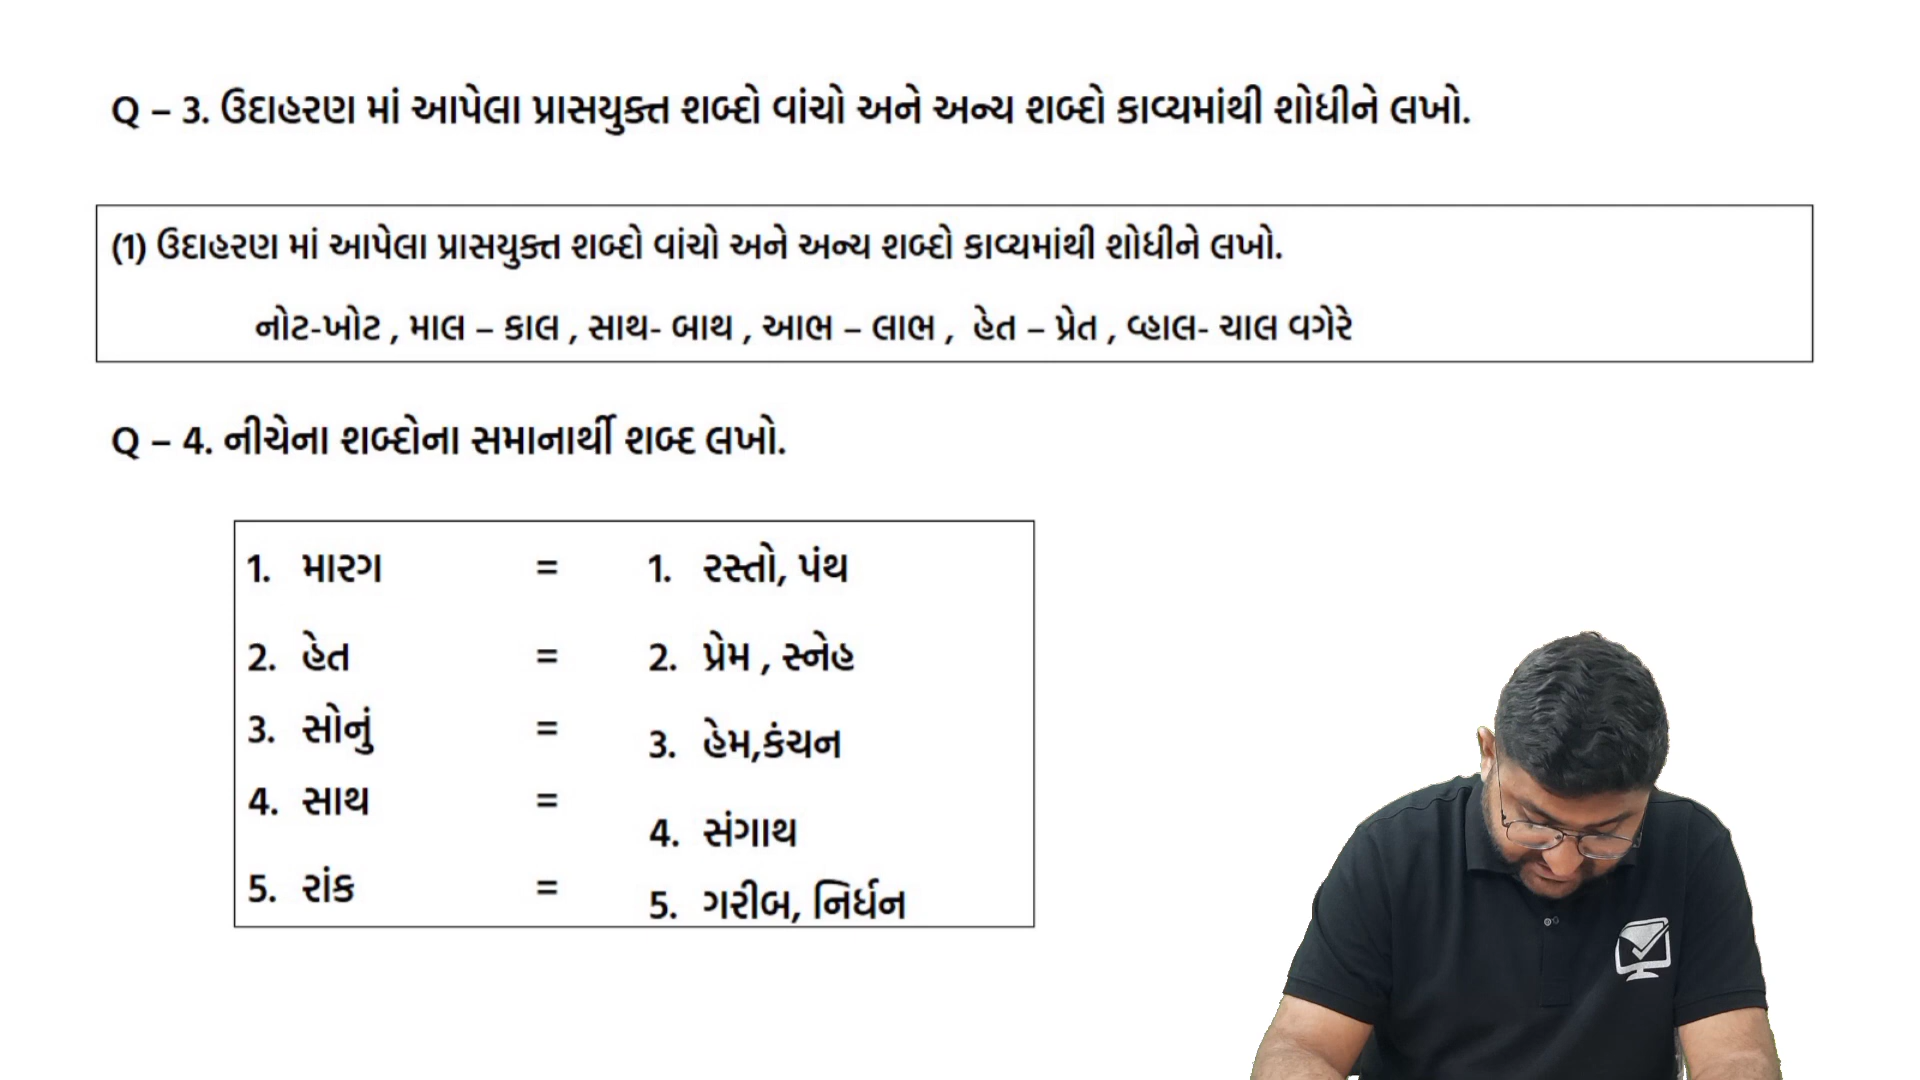 Q – 3. ઉદાહરણ માં આપેલા પ્રાસયુક્ત શબ્દો વાંચો અને અન્ય શબ્દો કાવ્યમાંથી શોધીને લખો.
(1) ઉદાહરણ માં આપેલા પ્રાસયુક્ત શબ્દો વાંચો અને અન્ય શબ્દો કાવ્યમાંથી શોધીને લખો.
નોટ-ખોટ , માલ – કાલ , સાથ- બાથ , આભ – લાભ , હેત – પ્રેત , વ્હાલ- ચાલ વગેરે
Q – 4. નીચેના શબ્દોના સમાનાર્થી શબ્દ લખો.
1. મારગ = 1. રસ્તો, પંથ
2. હેત = 2. પ્રેમ , સ્નેહ
3. સોનું = 3. હેમ,કંચન
4. સાથ = 4. સંગાથ
5. રાંક = 5. ગરીબ, નિર્ધન